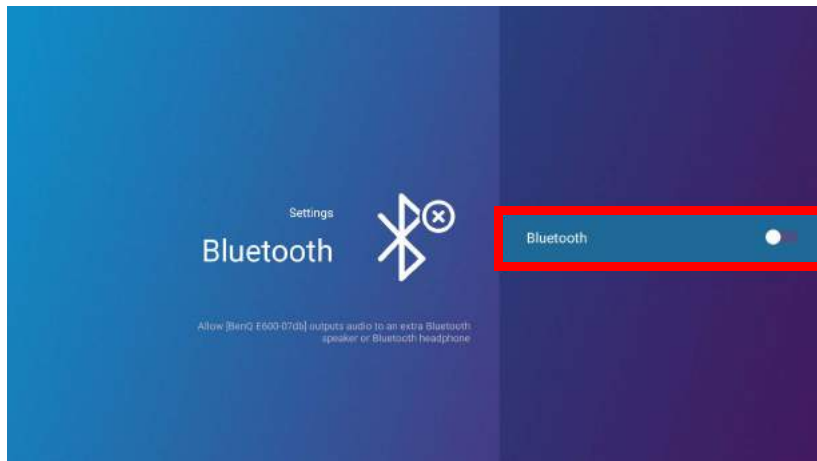 Settings
Bluetooth
Allow [BenQ E600-07db] outputs audio to an extra Bluetooth
speaker or Bluetooth headphone
Bluetooth